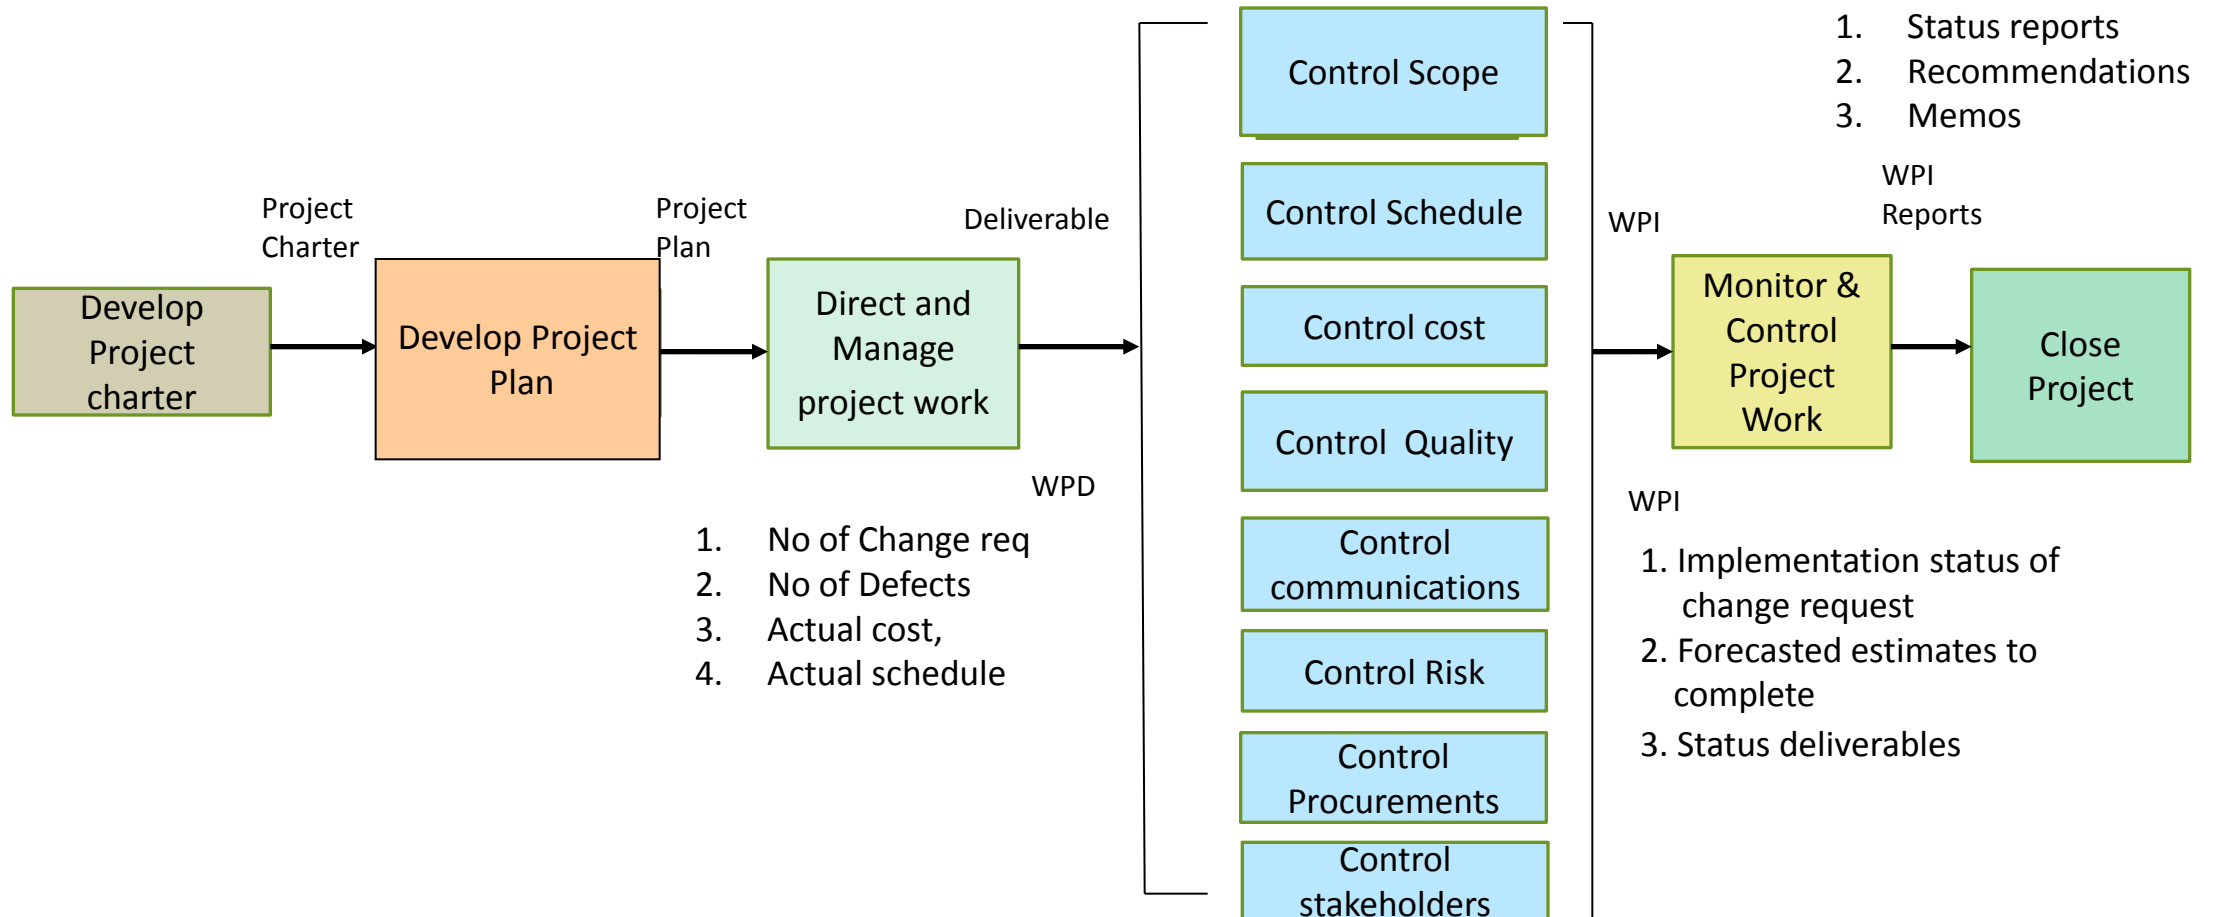 Develop
Project
charter
Project
Charter
Develop Project
Plan
Project
Plan
Direct and
Manage
project work
Deliverable
WPD
1. No of Change req
2. No of Defects
3. Actual cost,
4. Actual schedule
Control Scope
Control Schedule
Control cost
Control Quality
Control
communications
Control Risk
Control
Procurements
Control
stakeholders
WPI
Monitor &
Control
Project
Work
WPI
1. Implementation status of
change request
2. Forecasted estimates to
complete
3. Status deliverables
1. Status reports
2. Recommendations
3. Memos
WPI
Reports
Close
Project